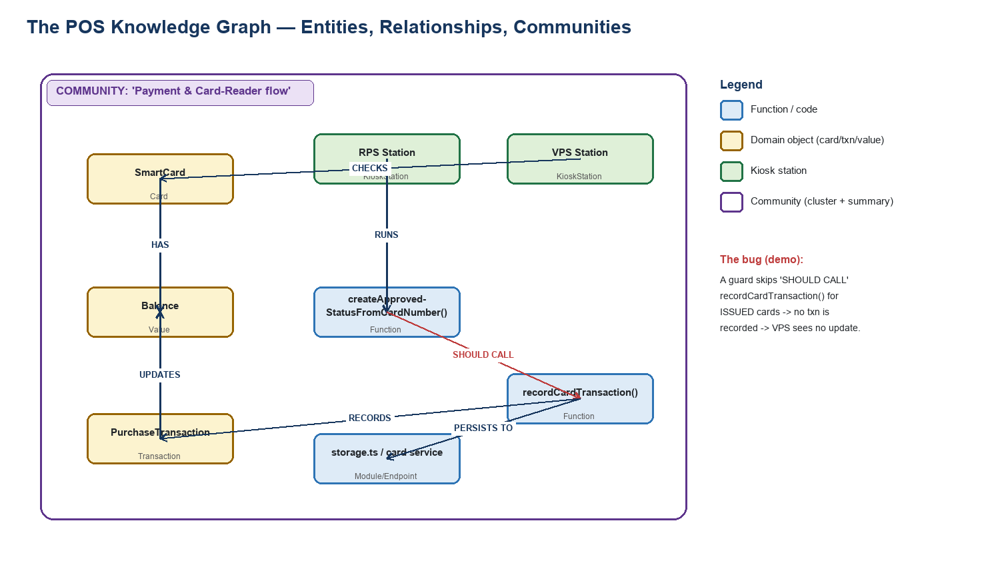 The POS Knowledge Graph — Entities, Relationships, Communities
COMMUNITY: 'Payment & Card-Reader flow'
SmartCard
Card
RPS Station
KioskStation
VPS Station
KioskStation
CHECKS
HAS
RUNS
Balance
Value
createApproved-
StatusFromCardNumber()
Function
SHOULD CALL
UPDATES
recordCardTransaction()
Function
RECORDS
PERSISTS TO
PurchaseTransaction
Transaction
storage.ts / card service
Module/Endpoint
Legend
Function / code
Domain object (card/txn/value)
Kiosk station
Community (cluster + summary)
The bug (demo):
A guard skips 'SHOULD CALL'
recordCardTransaction() for
ISSUED cards -> no txn is
recorded -> VPS sees no update.